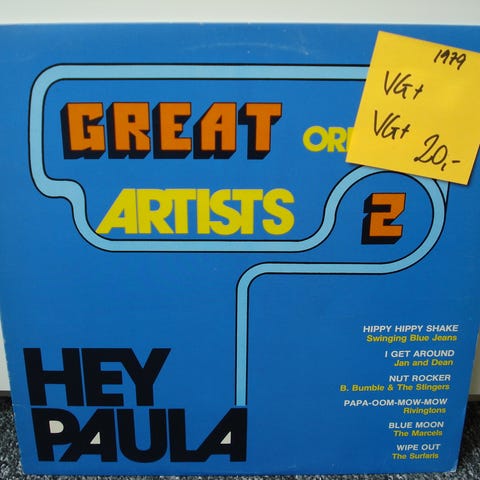 1979
VG+
VG+
20,-
GREAT
ARTISTS 2
HIPPY HIPPY SHAKE
Swinging Blue Jeans
I GET AROUND
Jan and Dean
NUT ROCKER
B. Bumble & The Stingers
PAPA-OOM-MOW-MOW
Rivingtons
BLUE MOON
The Marcels
WIPE OUT
The Surfaris
HEY
PAULA